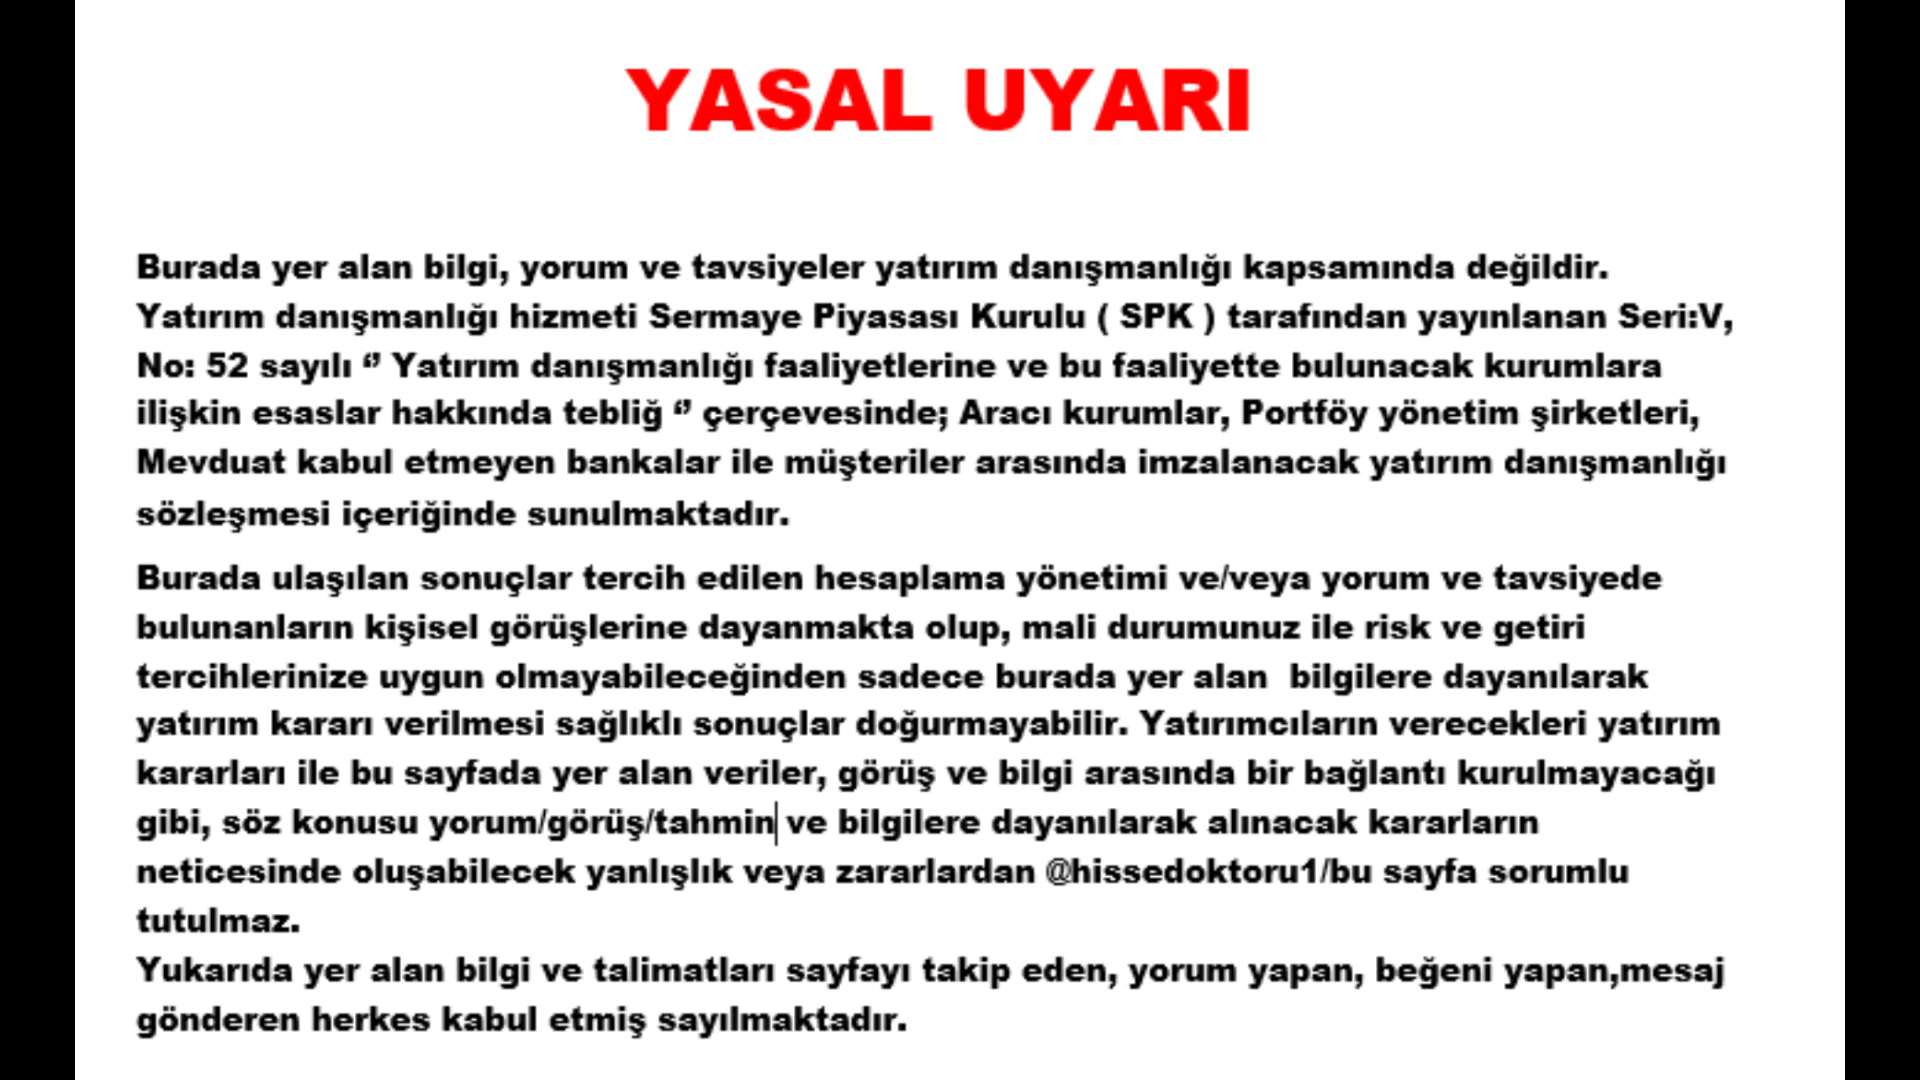 YASAL UYARI
Burada yer alan bilgi, yorum ve tavsiyeler yatırım danışmanlığı kapsamında değildir.
Yatırım danışmanlığı hizmeti Sermaye Piyasası Kurulu ( SPK ) tarafından yayınlanan Seri:V,
No: 52 sayılı “ Yatırım danışmanlığı faaliyetlerine ve bu faaliyette bulunacak kurumlara
ilişkin esaslar hakkında tebliğ “ çerçevesinde; Aracı kurumlar, Portföy yönetim şirketleri,
Mevduat kabul etmeyen bankalar ile müşteriler arasında imzalanacak yatırım danışmanlığı
sözleşmesi içeriğinde sunulmaktadır.
Burada ulaşılan sonuçlar tercih edilen hesaplama yönetimi ve/veya yorum ve tavsiyede
bulunanların kişisel görüşlerine dayanmakta olup, mali durumunuz ile risk ve getiri
tercihlerinize uygun olmayabileceğinden sadece burada yer alan  bilgilere dayanılarak
yatırım kararı verilmesi sağlıklı sonuçlar doğurmayabilir. Yatırımcıların verecekleri yatırım
kararları ile bu sayfada yer alan veriler, görüş ve bilgi arasında bir bağlantı kurulmayacağı
gibi, söz konusu yorum/görüş/tahmin ve bilgilere dayanılarak alınacak kararların
neticesinde oluşabilecek yanlışlık veya zararlardan @hissedoktoru1/bu sayfa sorumlu
tutulmaz.
Yukarıda yer alan bilgi ve talimatları sayfayı takip eden, yorum yapan, beğeni yapan,mesaj
gönderen herkes kabul etmiş sayılmaktadır.